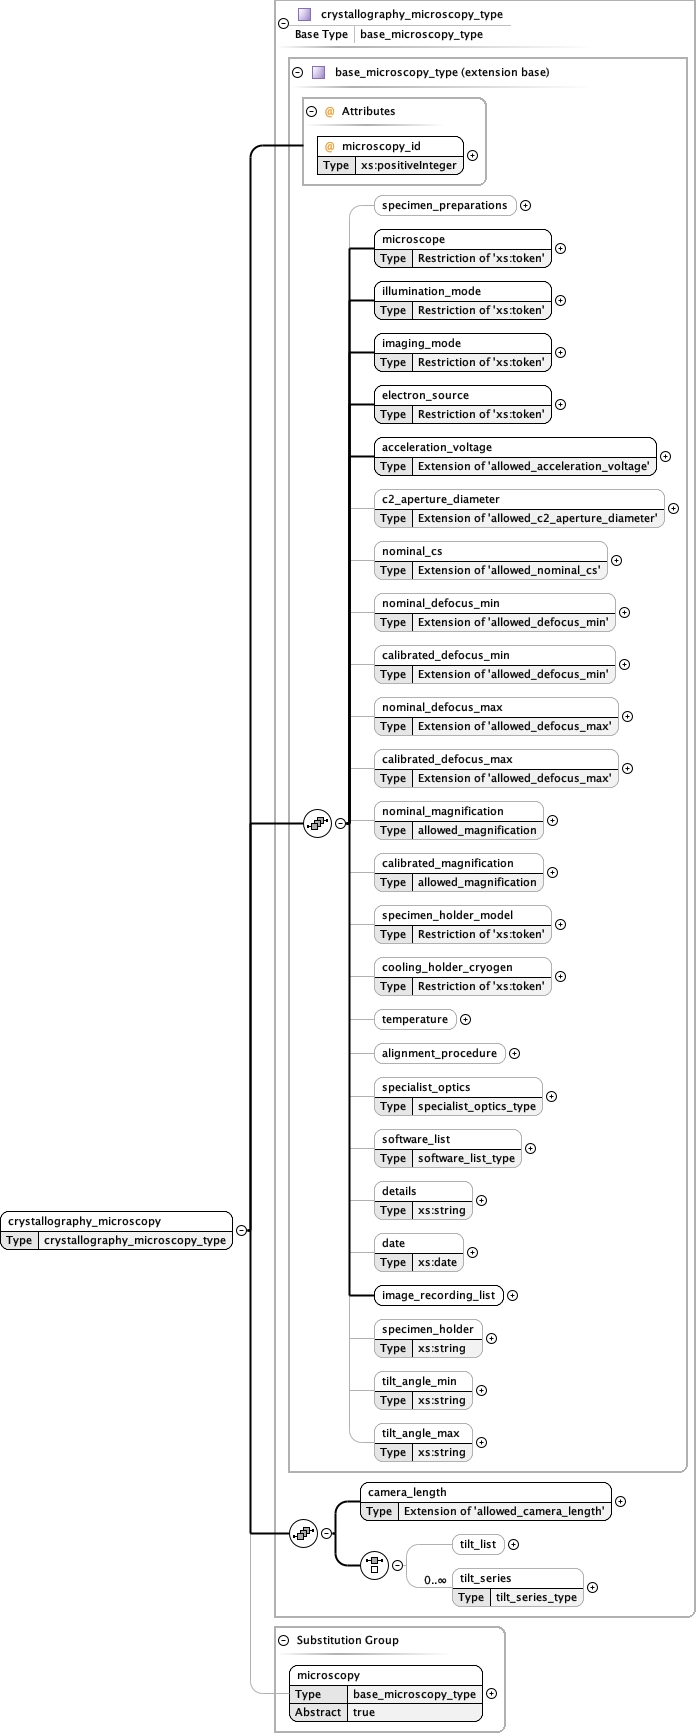 crystallography_microscopy_type
Base Type base_microscopy_type
base_microscopy_type (extension base)
@ Attributes
@ microscopy_id
Type xs:positiveInteger
specimen_preparations
microscope
Type Restriction of 'xs:token'
illumination_mode
Type Restriction of 'xs:token'
imaging_mode
Type Restriction of 'xs:token'
electron_source
Type Restriction of 'xs:token'
acceleration_voltage
Type Extension of 'allowed_acceleration_voltage'
c2_aperture_diameter
Type Extension of 'allowed_c2_aperture_diameter'
nominal_cs
Type Extension of 'allowed_nominal_cs'
nominal_defocus_min
Type Extension of 'allowed_defocus_min'
calibrated_defocus_min
Type Extension of 'allowed_defocus_min'
nominal_defocus_max
Type Extension of 'allowed_defocus_max'
calibrated_defocus_max
Type Extension of 'allowed_defocus_max'
nominal_magnification
Type allowed_magnification
calibrated_magnification
Type allowed_magnification
specimen_holder_model
Type Restriction of 'xs:token'
cooling_holder_cryogen
Type Restriction of 'xs:token'
temperature
alignment_procedure
specialist_optics
Type specialist_optics_type
software_list
Type software_list_type
details
Type xs:string
crystallography_microscopy
Type crystallography_microscopy_type
date
Type xs:date
image_recording_list
specimen_holder
Type xs:string
tilt_angle_min
Type xs:string
tilt_angle_max
Type xs:string
camera_length
Type Extension of 'allowed_camera_length'
tilt_list
0..∞
tilt_series
Type tilt_series_type
Substitution Group
microscopy
Type base_microscopy_type
Abstract true